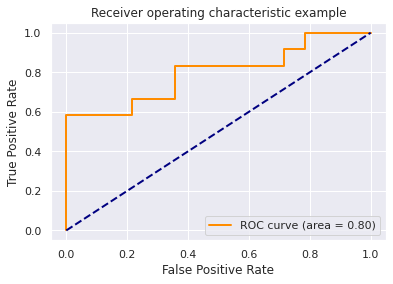 Receiver operating characteristic example
1.0
0.8
0.6
0.4
0.2
0.0
True Positive Rate
ROC curve (area = 0.80)
0.0 0.2 0.4 0.6 0.8 1.0
False Positive Rate